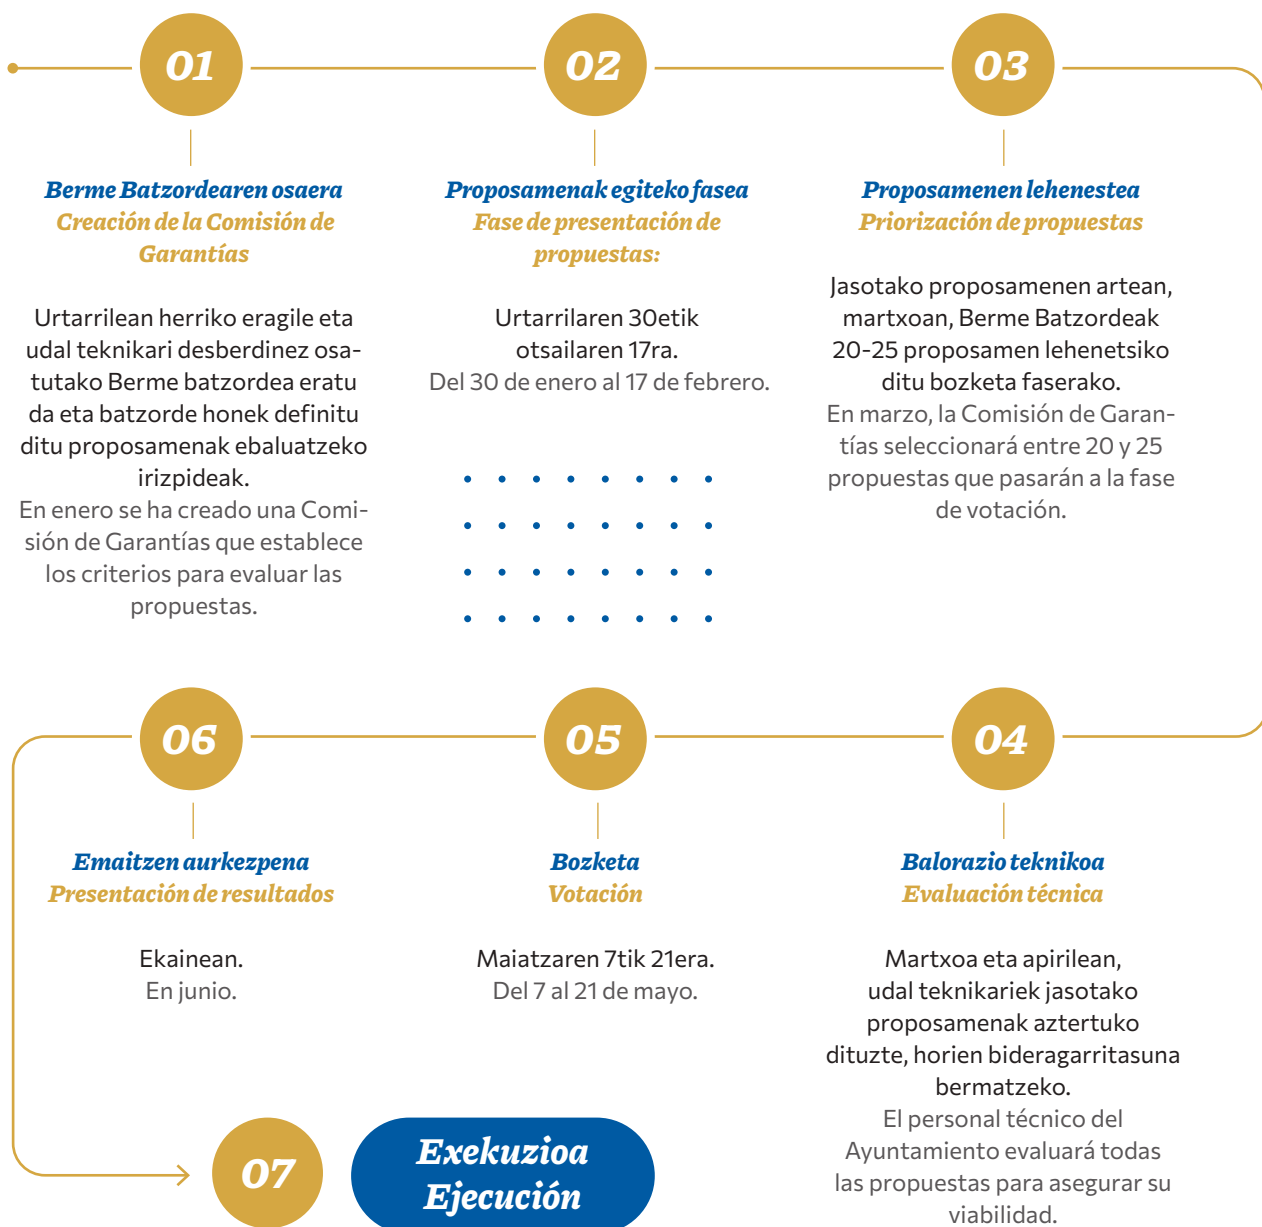 01
Berme Batzordearen osaera
Creación de la Comisión de
Garantías
Urtarrilean herriko eragile eta
udal teknikari desberdinez osa-
tutako Berme batzordea eratu
da eta batzorde honek definitu
ditu proposamenak ebaluatzeko
irizpideak.
En enero se ha creado una Comi-
sión de Garantías que establece
los criterios para evaluar las
propuestas.
02
Proposamenak egiteko fasea
Fase de presentación de
propuestas:
Urtarrilaren 30etik
otsailaren 17ra.
Del 30 de enero al 17 de febrero.
03
Proposamenen lehenestea
Priorización de propuestas
Jasotako proposamenen artean,
martxoan, Berme Batzordeak
20-25 proposamen lehenetsiko
ditu bozketa faserako.
En marzo, la Comisión de Garan-
tías seleccionará entre 20 y 25
propuestas que pasarán a la fase
de votación.
04
Balorazio teknikoa
Evaluación técnica
Martxoa eta apirilean,
udal teknikariek jasotako
proposamenak aztertuko
dituzte, horien bideragarritasuna
bermatzeko.
El personal técnico del
Ayuntamiento evaluará todas
las propuestas para asegurar su
viabilidad.
05
Bozketa
Votación
Maiatzaren 7tik 21era.
Del 7 al 21 de mayo.
06
Emaitzen aurkezpena
Presentación de resultados
Ekainean.
En junio.
07
Exekuzioa
Ejecución